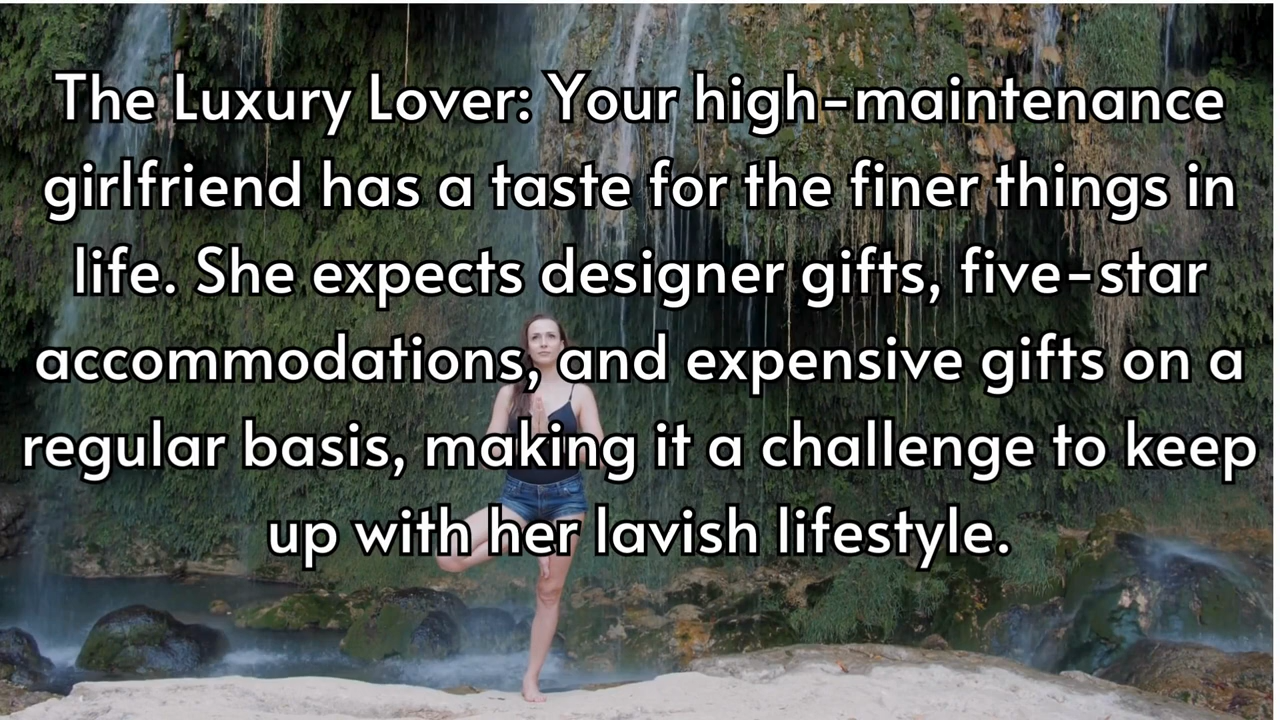 The Luxury Lover: Your high-maintenance
girlfriend has a taste for the finer things in
life. She expects designer gifts, five-star
accommodations, and expensive gifts on a
regular basis, making it a challenge to keep
up with her lavish lifestyle.